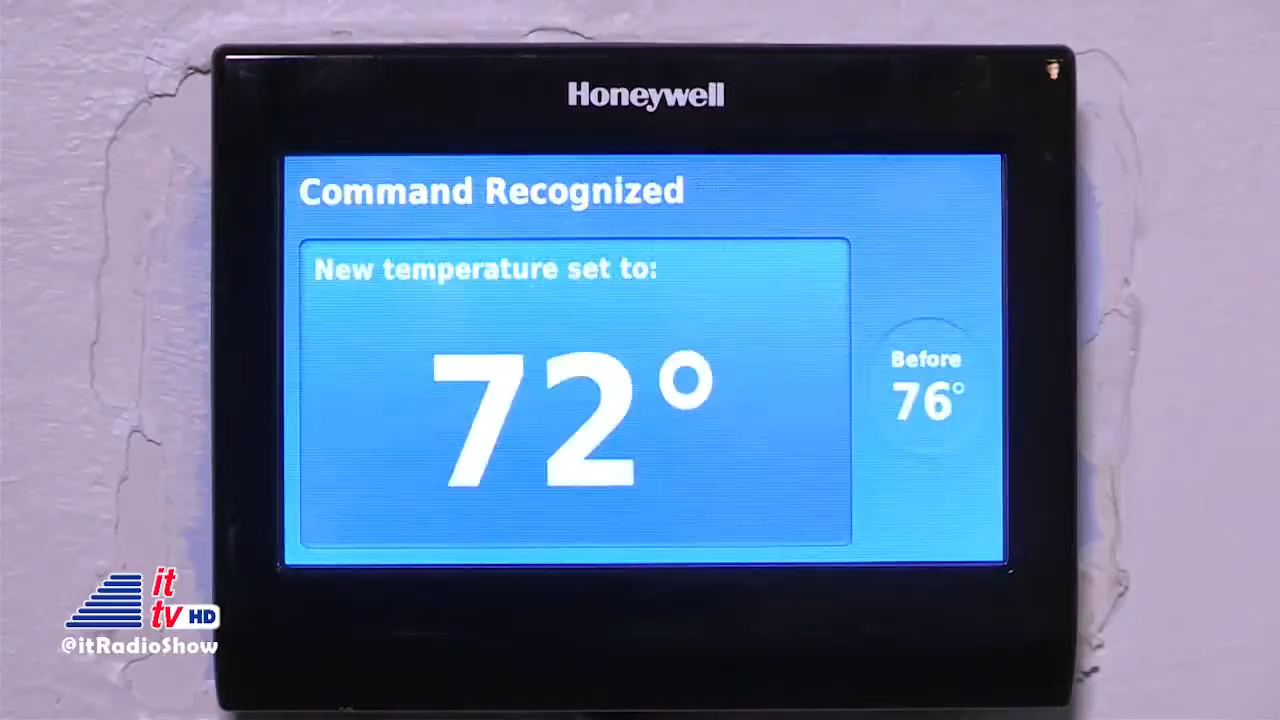 Honeywell
Command Recognized
New temperature set to:
72°
Before
76°
it
tv HD
@itRadioShow